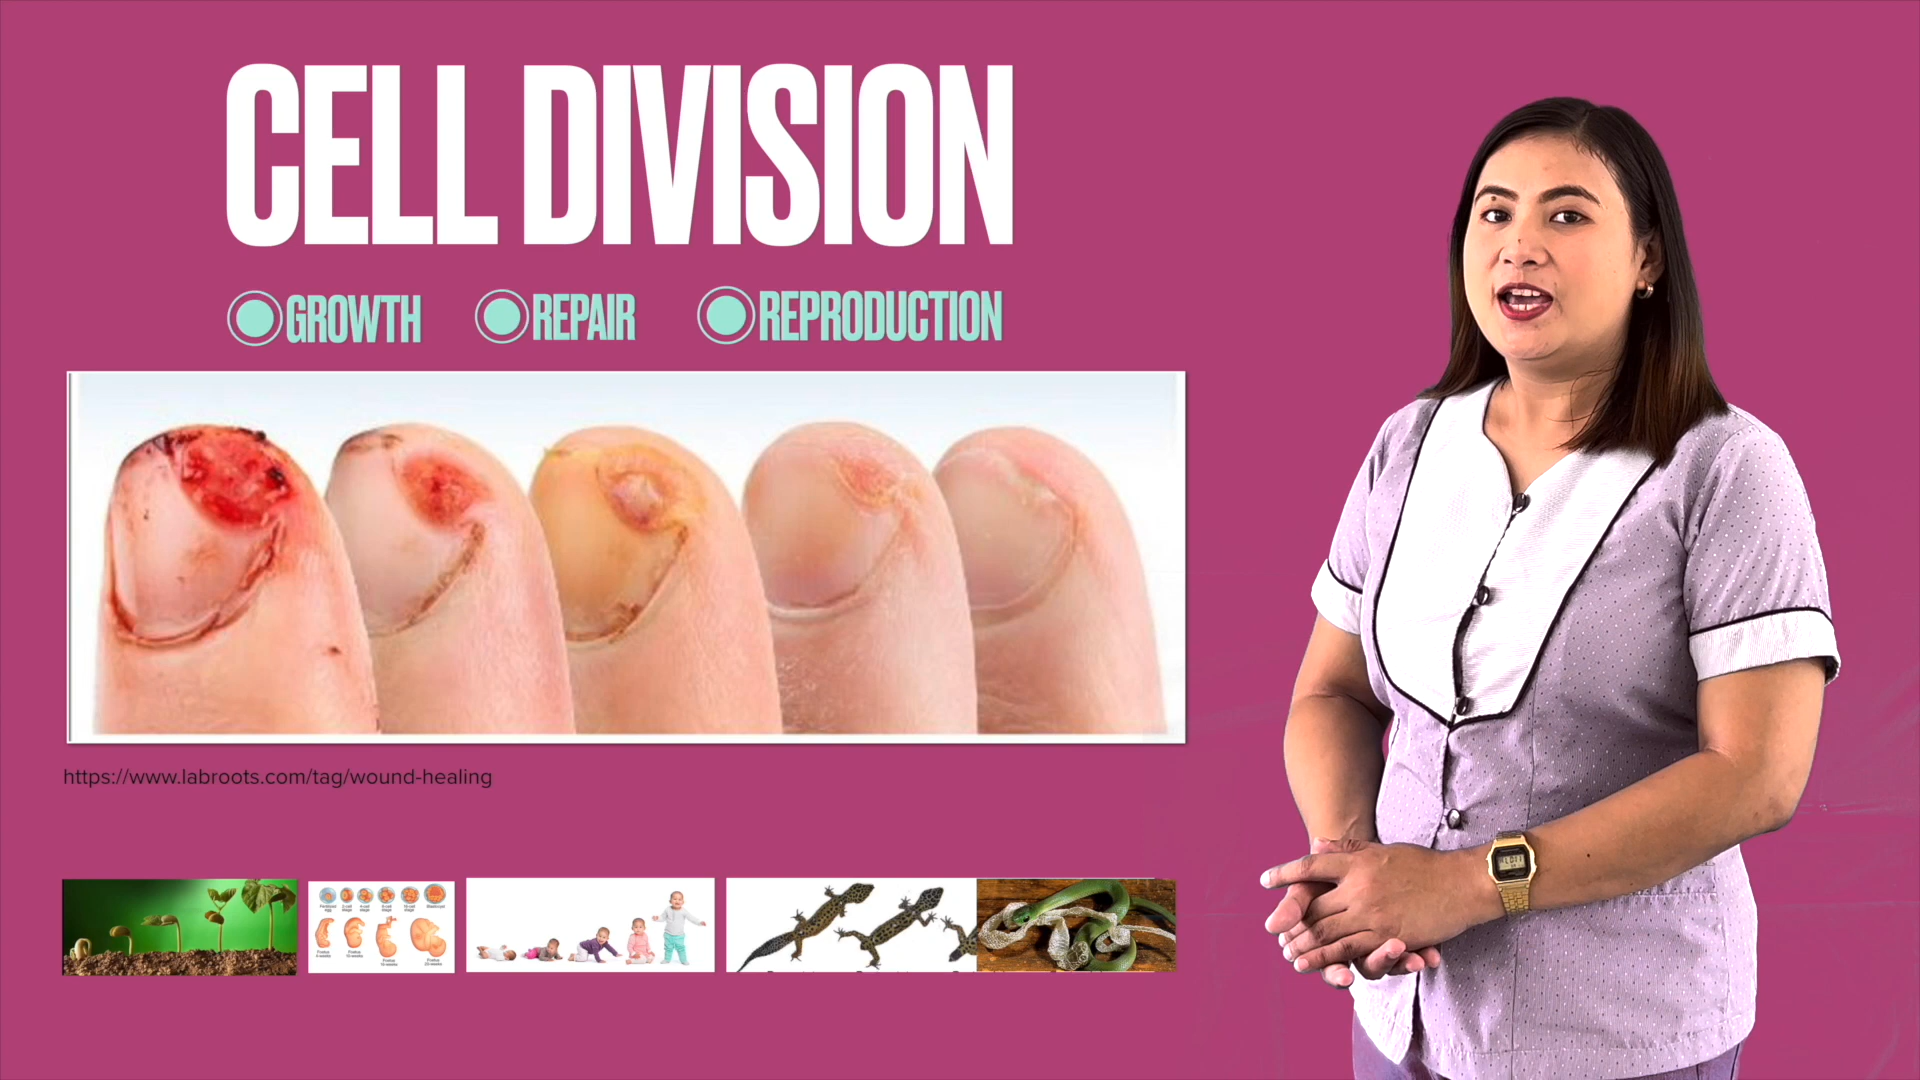 CELL DIVISION
GROWTH REPAIR REPRODUCTION
https://www.labroots.com/tag/wound-healing